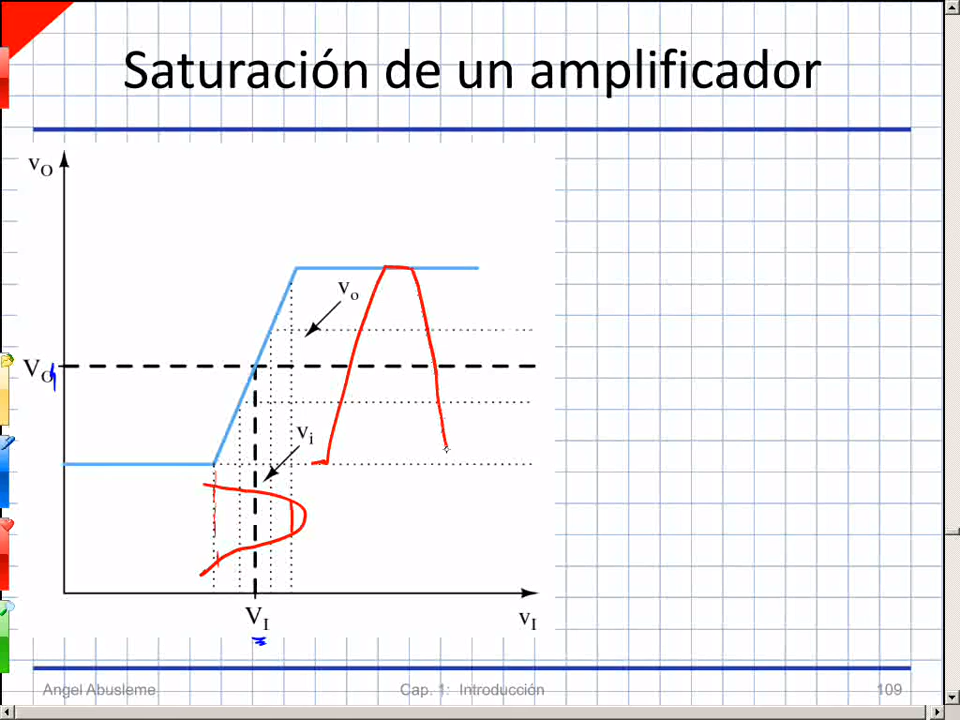 Saturación de un amplificador
vO
vo
VO
vi
VI
vI
Angel Abusleme
Cap. 1: Introducción
109